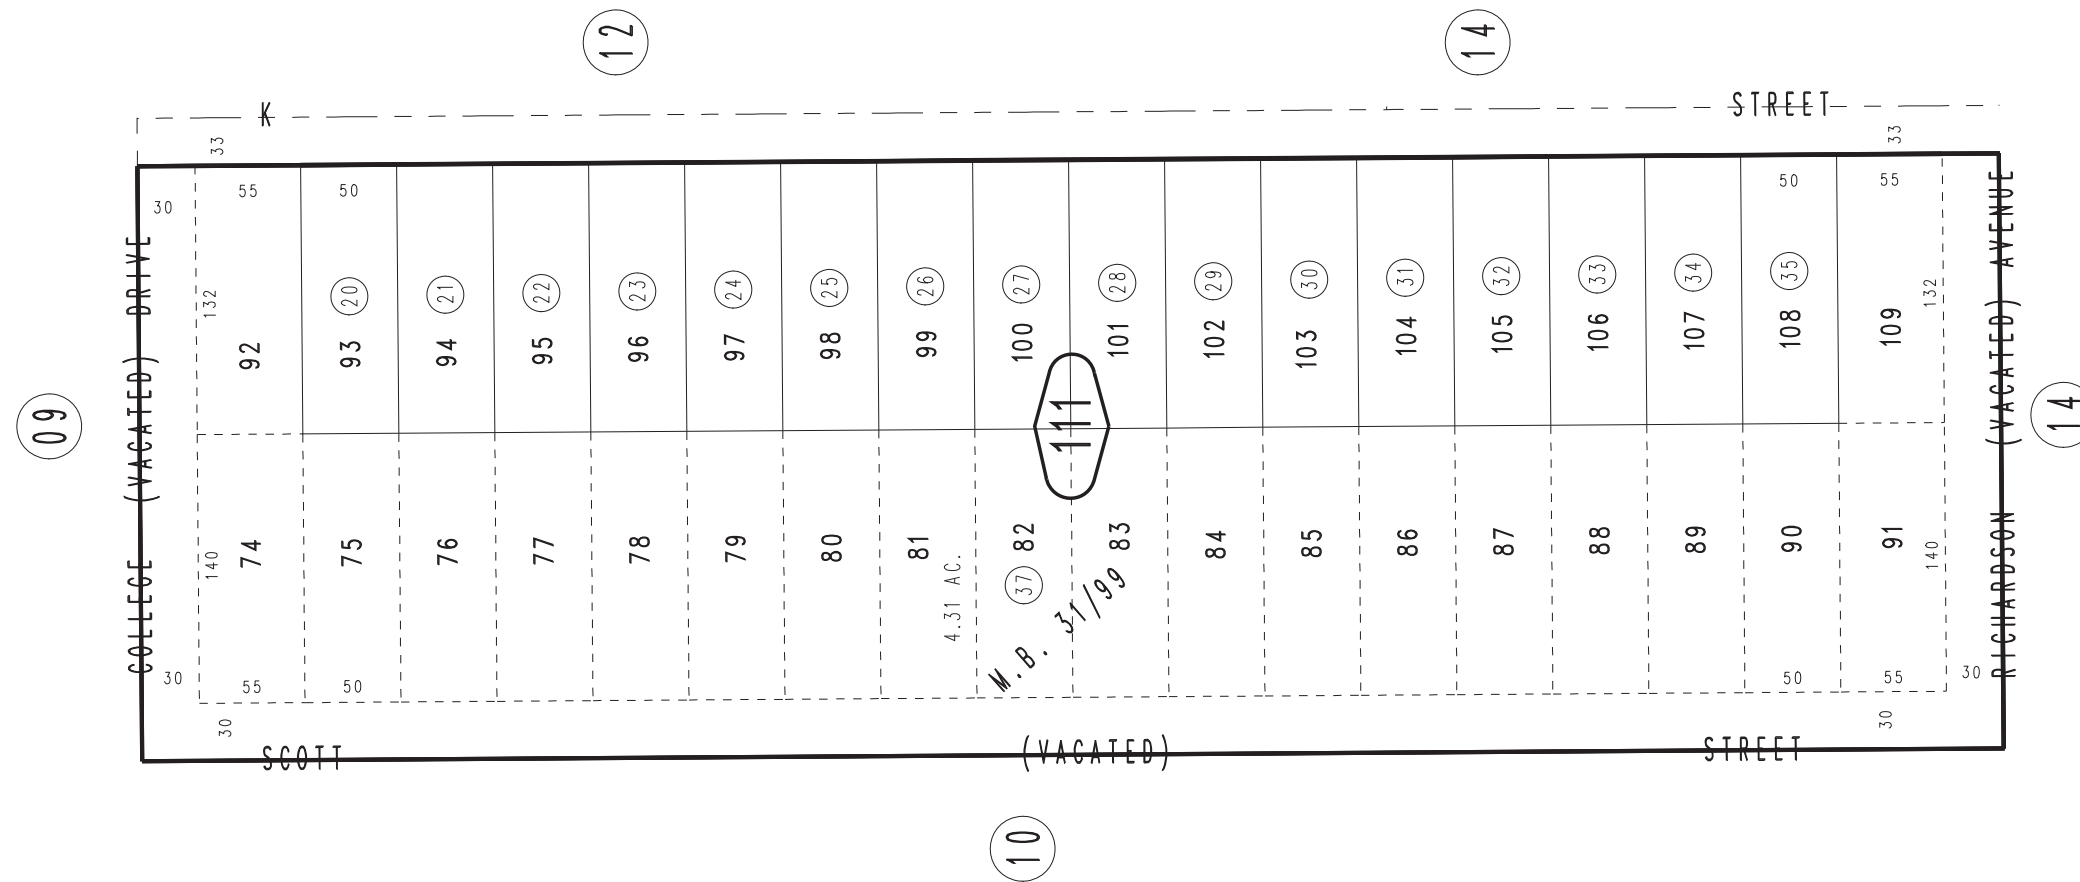 12 14
K STREET
33 33
55 50 50 55
30
132 132
20 21 22 23 24 25 26 27 28 29 30 31 32 33 34 35
92 93 94 95 96 97 98 99 100 101 102 103 104 105 106 107 108 109
COLLEGE (VACATED) DRIVE
RICHARDSON (VACATED) AVENUE
09 111 14
74 75 76 77 78 79 80 81 82 83 84 85 86 87 88 89 90 91
140 140
4.31 AC.
37
M.B. 31/99
30 55 50 50 55 30
30 30
SCOTT (VACATED) STREET
10